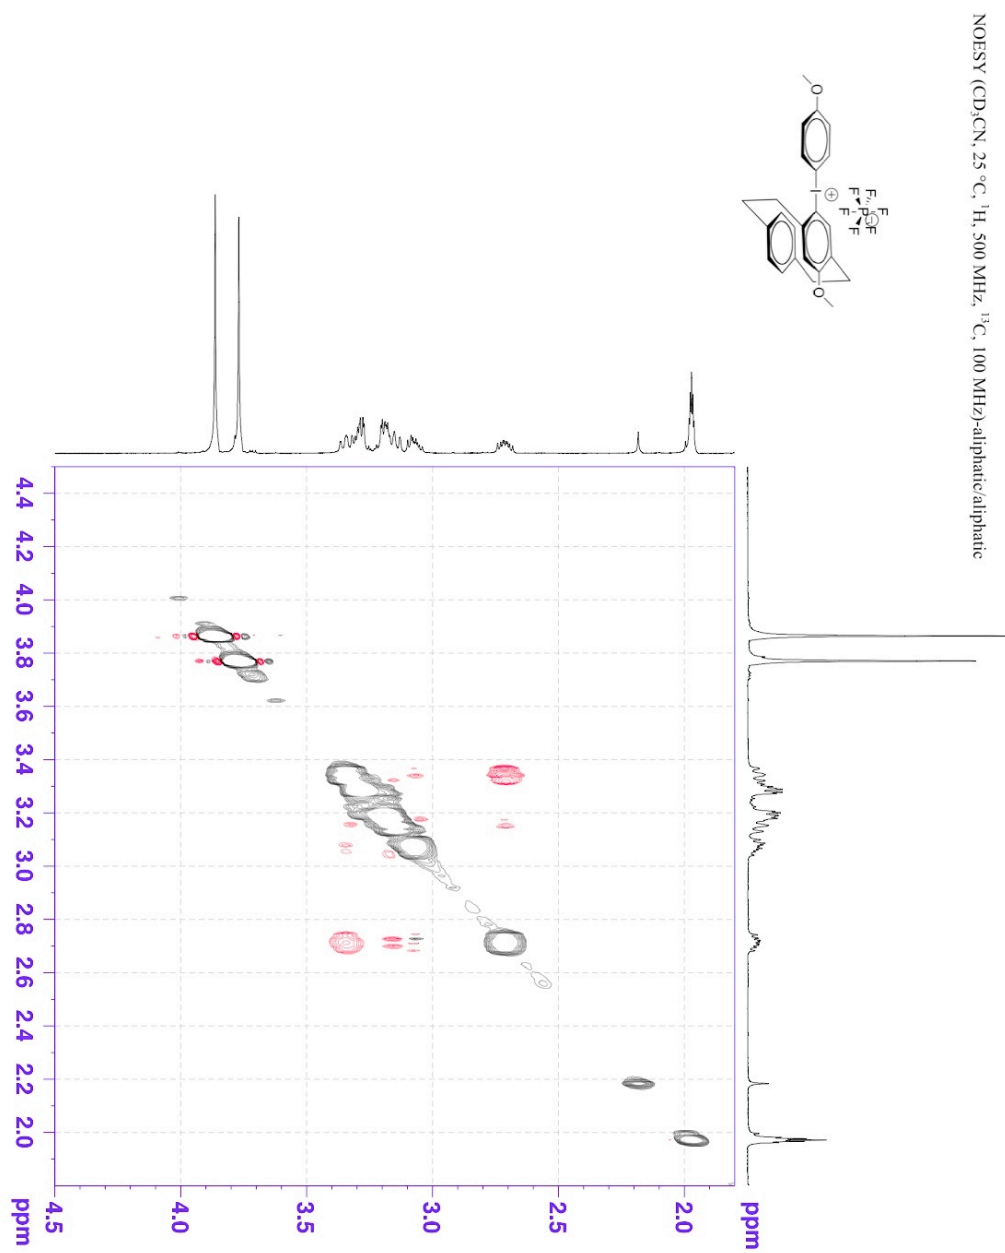 NOESY (CD₃CN, 25 °C, ¹H, 500 MHz, ¹³C, 100 MHz)-aliphatic/aliphatic
O
I
⊕
F
F
F
P
⊖
F
F
F
O
4.4 4.2 4.0 3.8 3.6 3.4 3.2 3.0 2.8 2.6 2.4 2.2 2.0 ppm
4.5 4.0 3.5 3.0 2.5 2.0 ppm